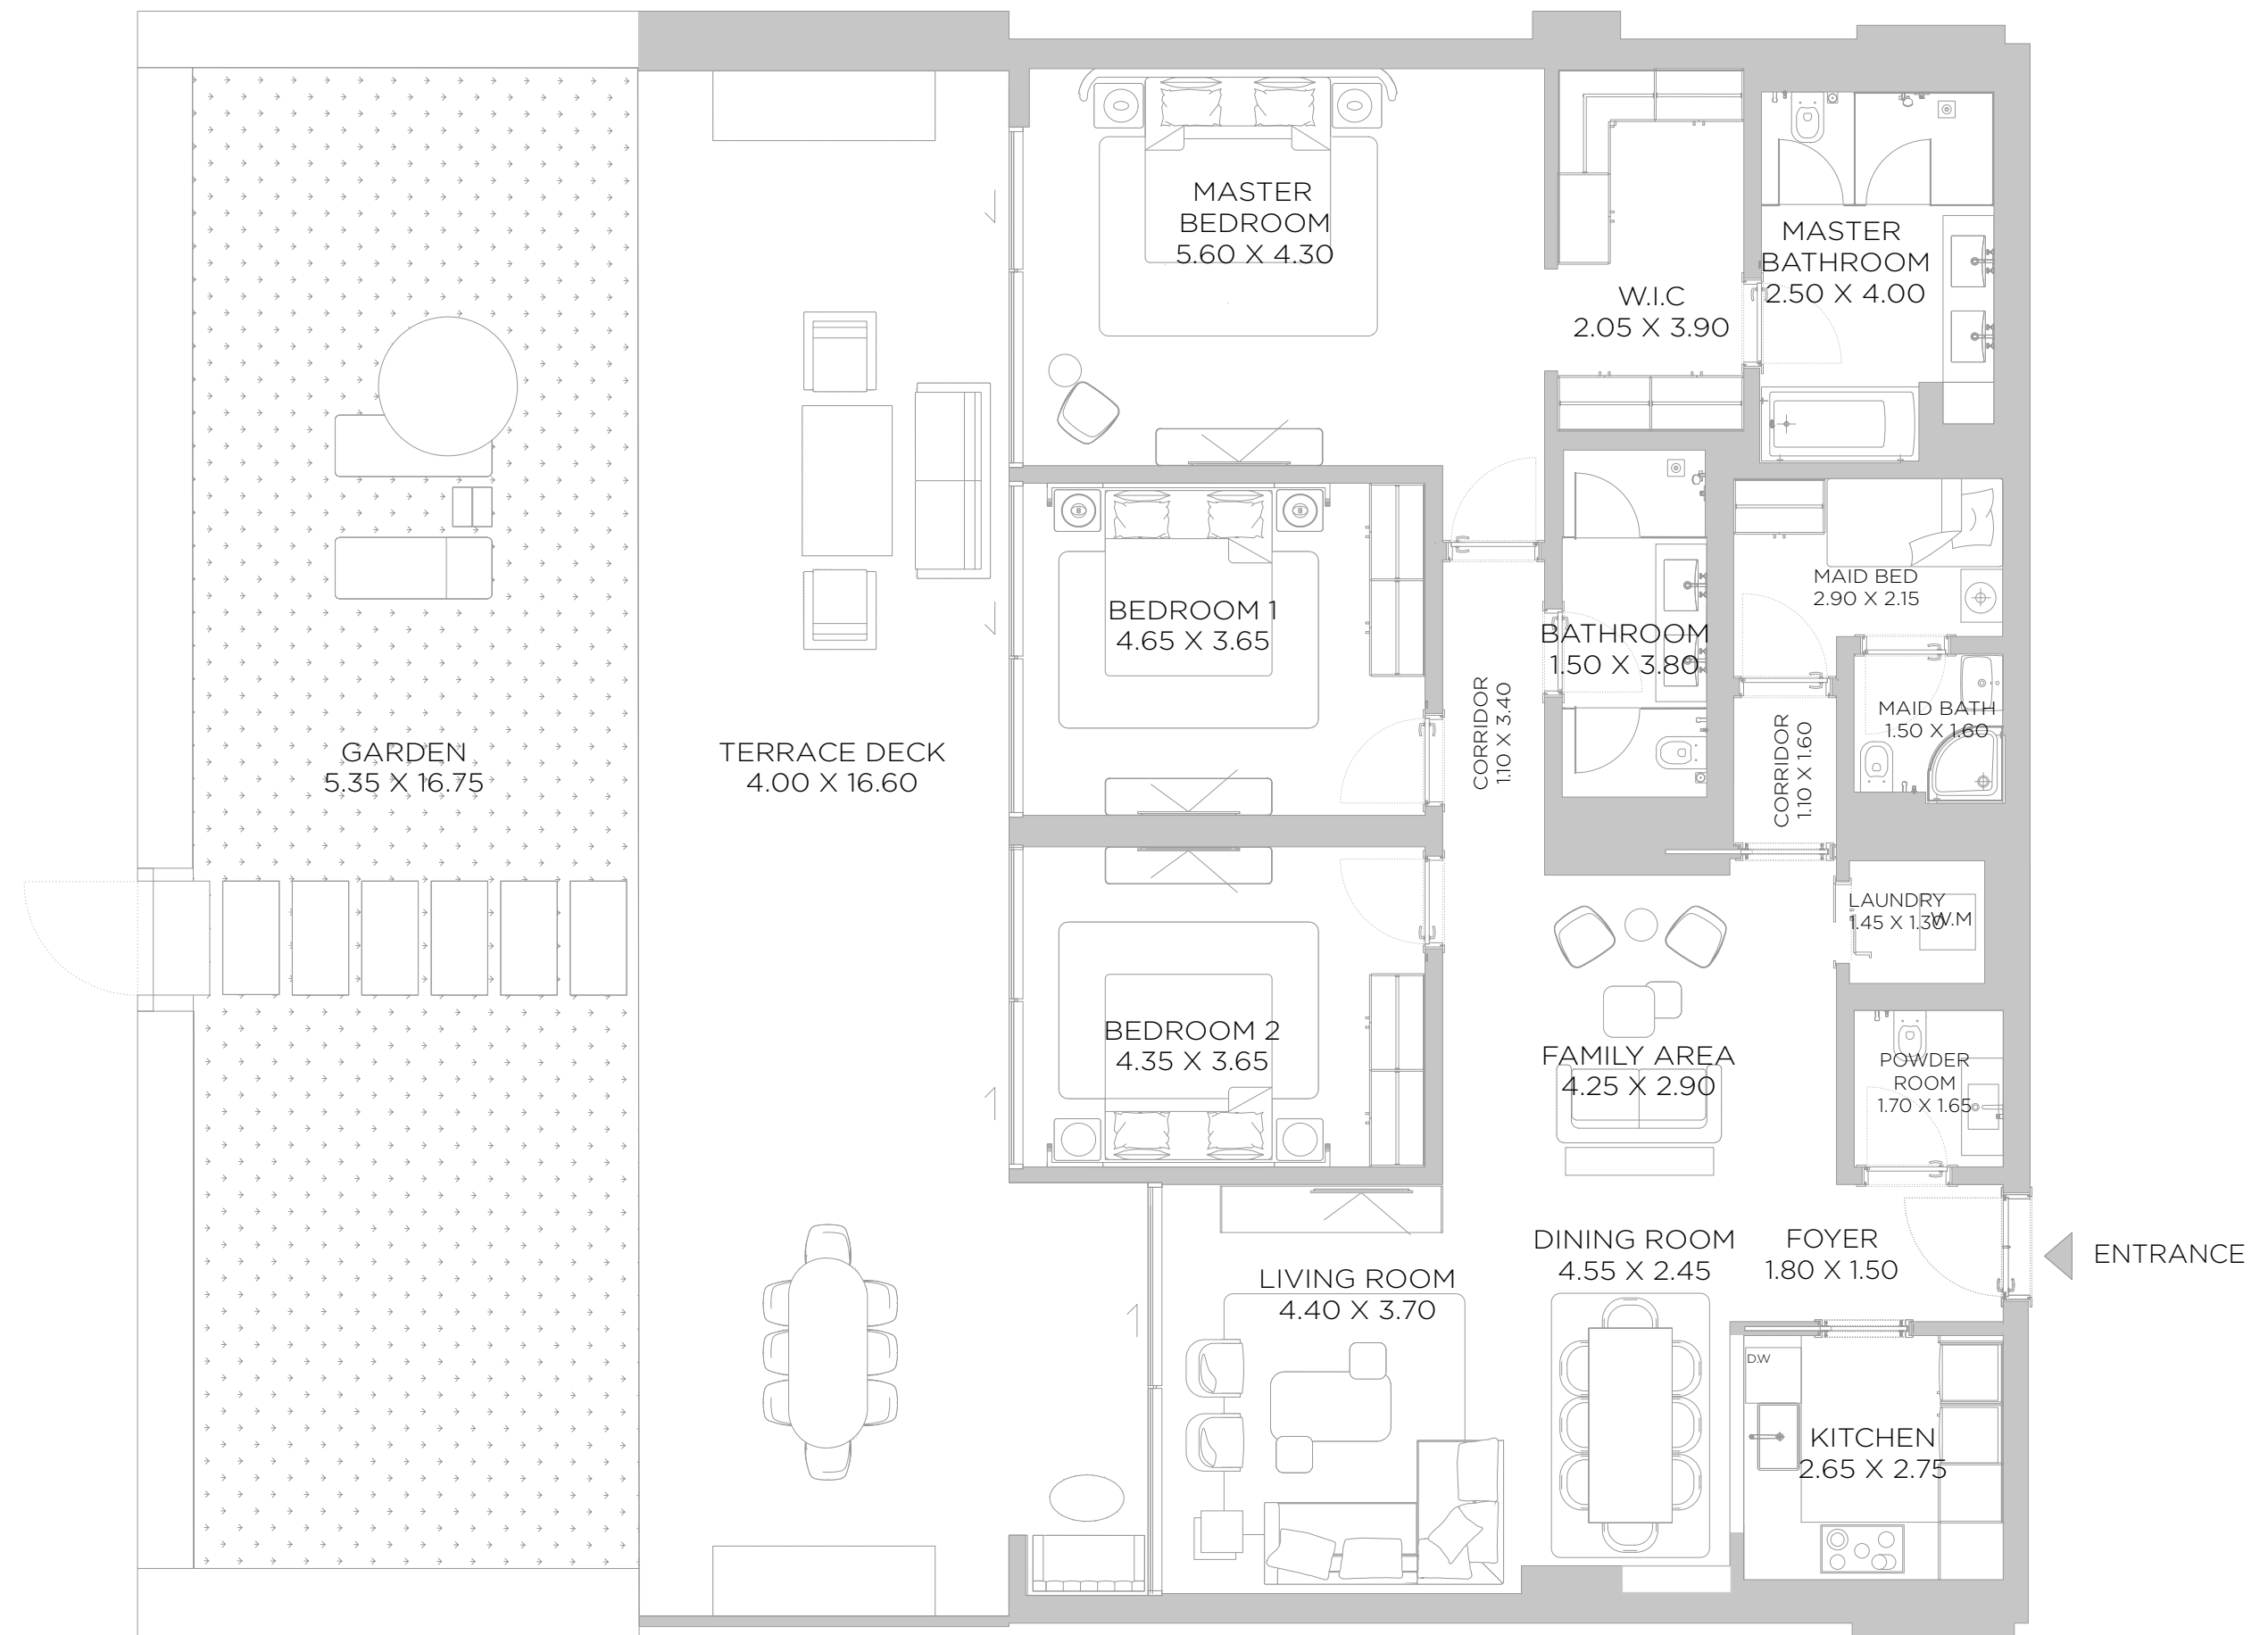 MASTER
BEDROOM
5.60 X 4.30
W.I.C
2.05 X 3.90
MASTER
BATHROOM
2.50 X 4.00
BEDROOM 1
4.65 X 3.65
CORRIDOR
1.10 X 3.40
BATHROOM
1.50 X 3.80
MAID BED
2.90 X 2.15
MAID BATH
1.50 X 1.60
CORRIDOR
1.10 X 1.60
GARDEN
5.35 X 16.75
TERRACE DECK
4.00 X 16.60
LAUNDRY
1.45 X 1.30
W.M
BEDROOM 2
4.35 X 3.65
FAMILY AREA
4.25 X 2.90
POWDER
ROOM
1.70 X 1.65
LIVING ROOM
4.40 X 3.70
DINING ROOM
4.55 X 2.45
FOYER
1.80 X 1.50
ENTRANCE
D.W
KITCHEN
2.65 X 2.75